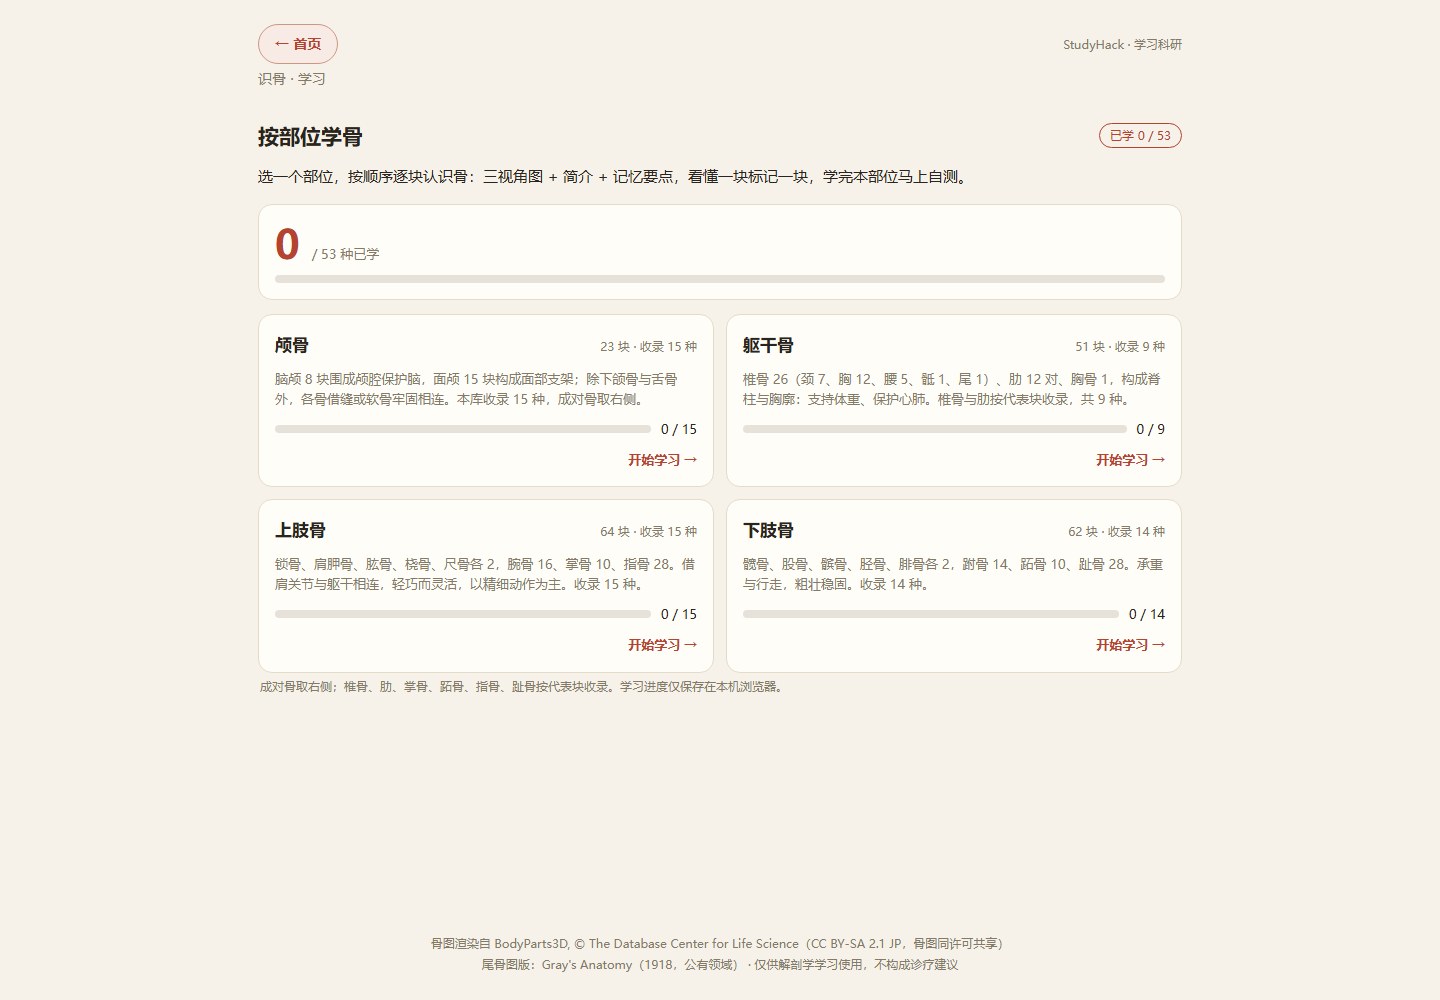 ← 首页
StudyHack · 学习科研
识骨 · 学习
按部位学骨
已学 0 / 53
选一个部位，按顺序逐块认识骨：三视角图 + 简介 + 记忆要点，看懂一块标记一块，学完本部位马上自测。
0 / 53 种已学
颅骨
23 块 · 收录 15 种
脑颅 8 块围成颅腔保护脑，面颅 15 块构成面部支架；除下颌骨与舌骨
外，各骨借缝或软骨牢固相连。本库收录 15 种，成对骨取右侧。
0 / 15
开始学习 →
躯干骨
51 块 · 收录 9 种
椎骨 26（颈 7、胸 12、腰 5、骶 1、尾 1）、肋 12 对、胸骨 1，构成脊
柱与胸廓：支持体重、保护心肺。椎骨与肋按代表块收录，共 9 种。
0 / 9
开始学习 →
上肢骨
64 块 · 收录 15 种
锁骨、肩胛骨、肱骨、桡骨、尺骨各 2，腕骨 16、掌骨 10、指骨 28。借
肩关节与躯干相连，轻巧而灵活，以精细动作为主。收录 15 种。
0 / 15
开始学习 →
下肢骨
62 块 · 收录 14 种
髋骨、股骨、髌骨、胫骨、腓骨各 2，跗骨 14、跖骨 10、趾骨 28。承重
与行走，粗壮稳固。收录 14 种。
0 / 14
开始学习 →
成对骨取右侧；椎骨、肋、掌骨、跖骨、指骨、趾骨按代表块收录。学习进度仅保存在本机浏览器。
骨图渲染自 BodyParts3D, © The Database Center for Life Science（CC BY-SA 2.1 JP，骨图同许可共享）
尾骨图版：Gray's Anatomy（1918，公有领域） · 仅供解剖学学习使用，不构成诊疗建议